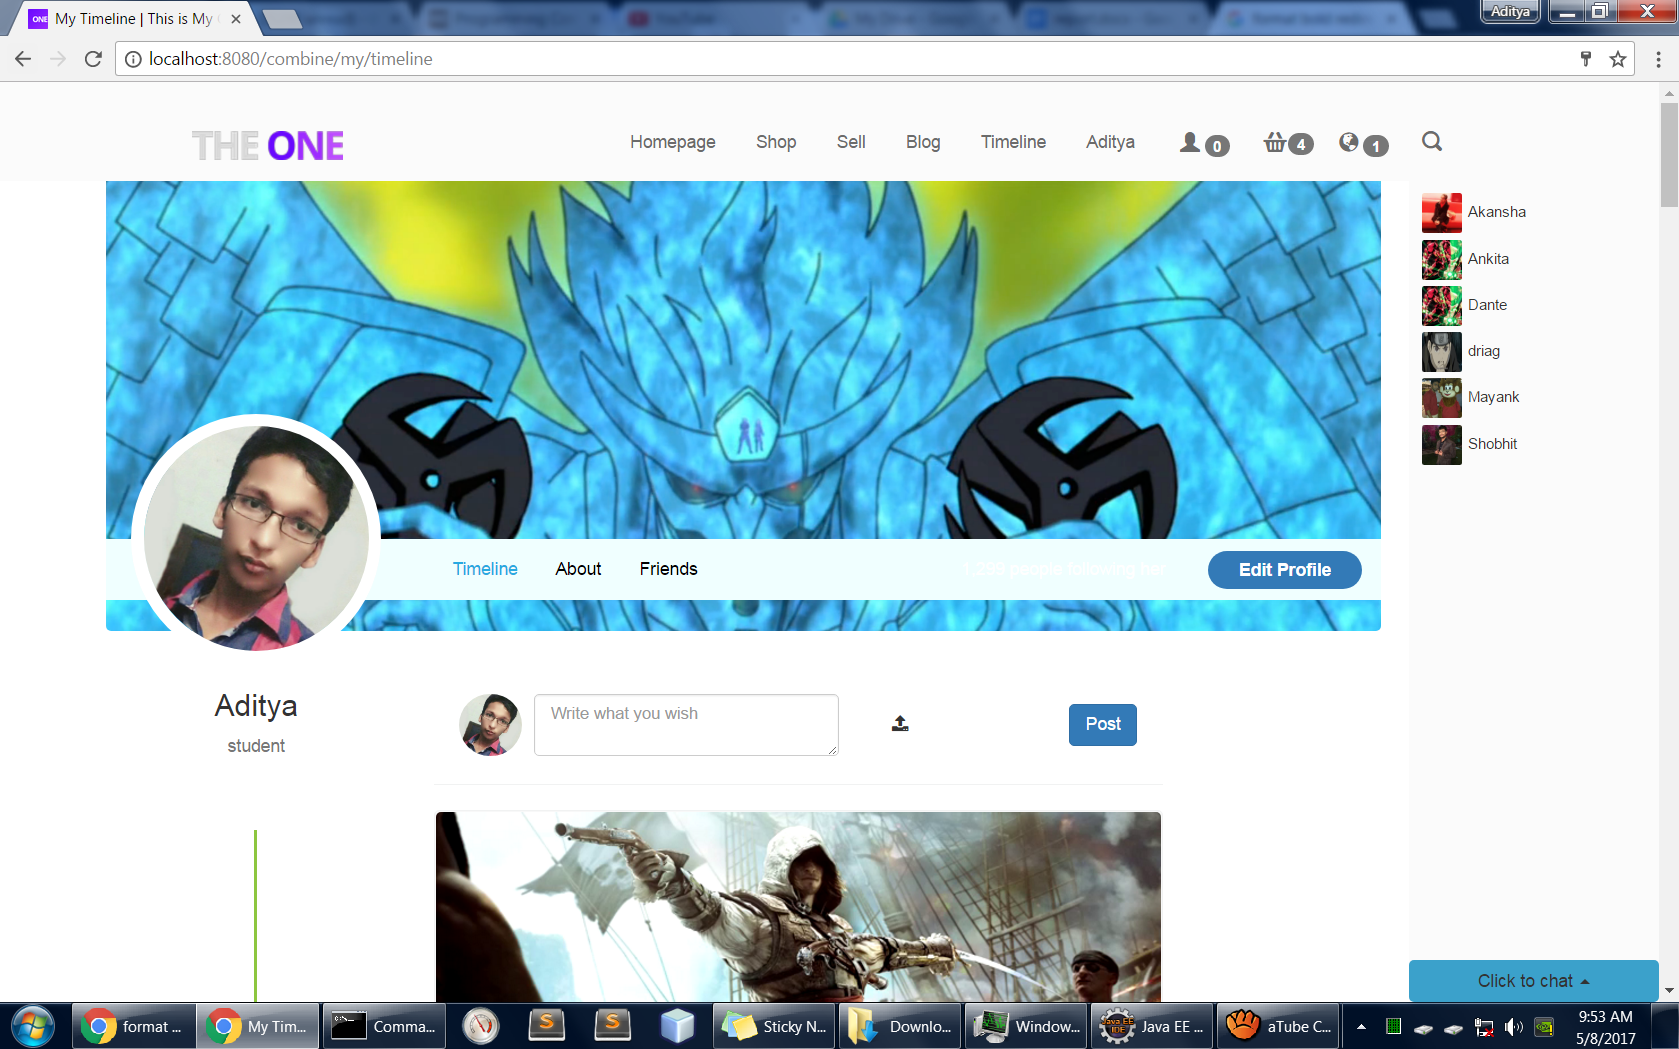 My Timeline | This is My
Aditya
localhost:8080/combine/my/timeline
THE ONE
Homepage Shop Sell Blog Timeline Aditya 0 4 1
Akansha
Ankita
Dante
driag
Mayank
Shobhit
Timeline About Friends
Edit Profile
Aditya
student
Write what you wish
Post
Click to chat
format ...
My Tim...
Comma...
Sticky N...
Downlo...
Window...
Java EE ...
aTube C...
9:53 AM
5/8/2017